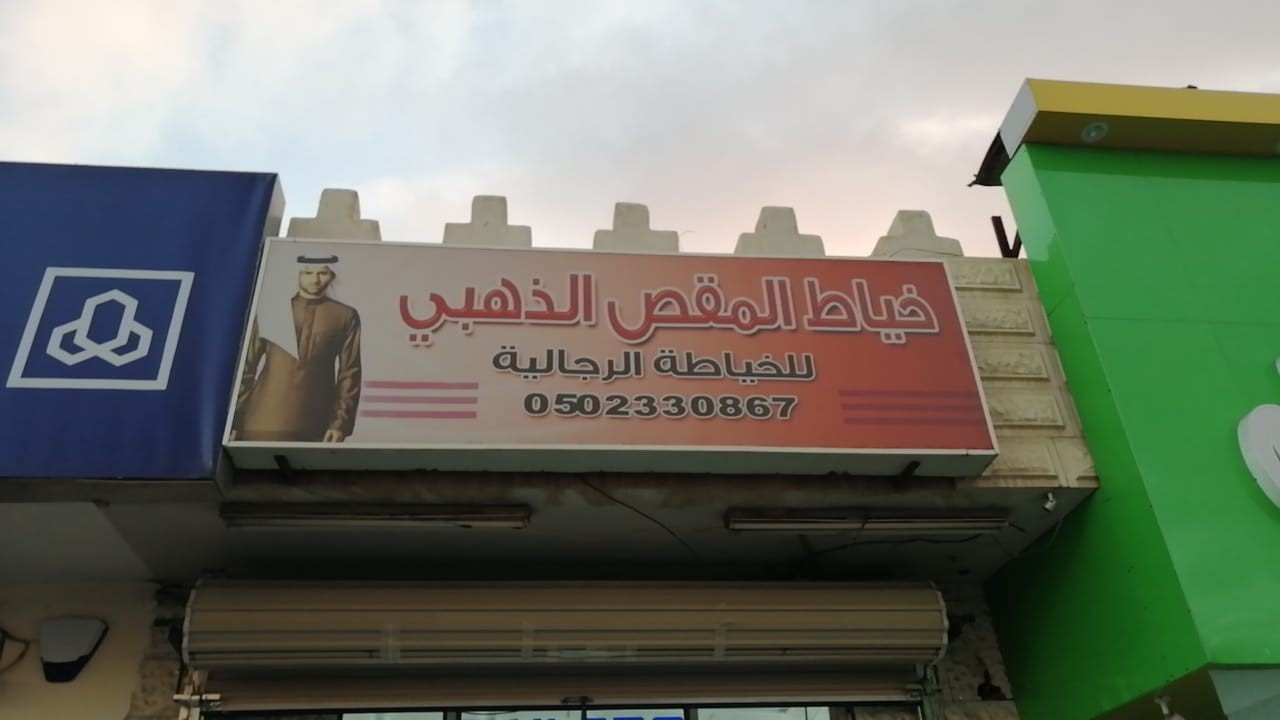 خياط المقص الذهبي
للخياطة الرجالية
0502330867